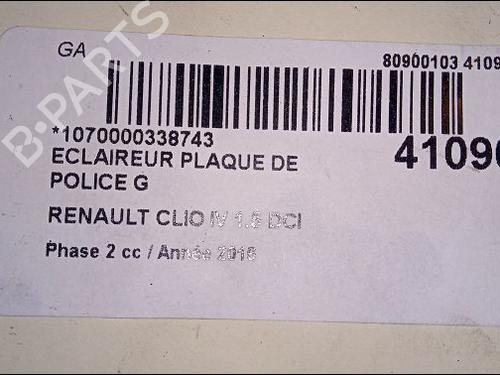 GA
80900103 4109
*1070000338743
4109
ECLAIREUR PLAQUE DE
POLICE G
RENAULT CLIO IV 1.5 DCI
Phase 2 cc / Année 2016
B-PARTS